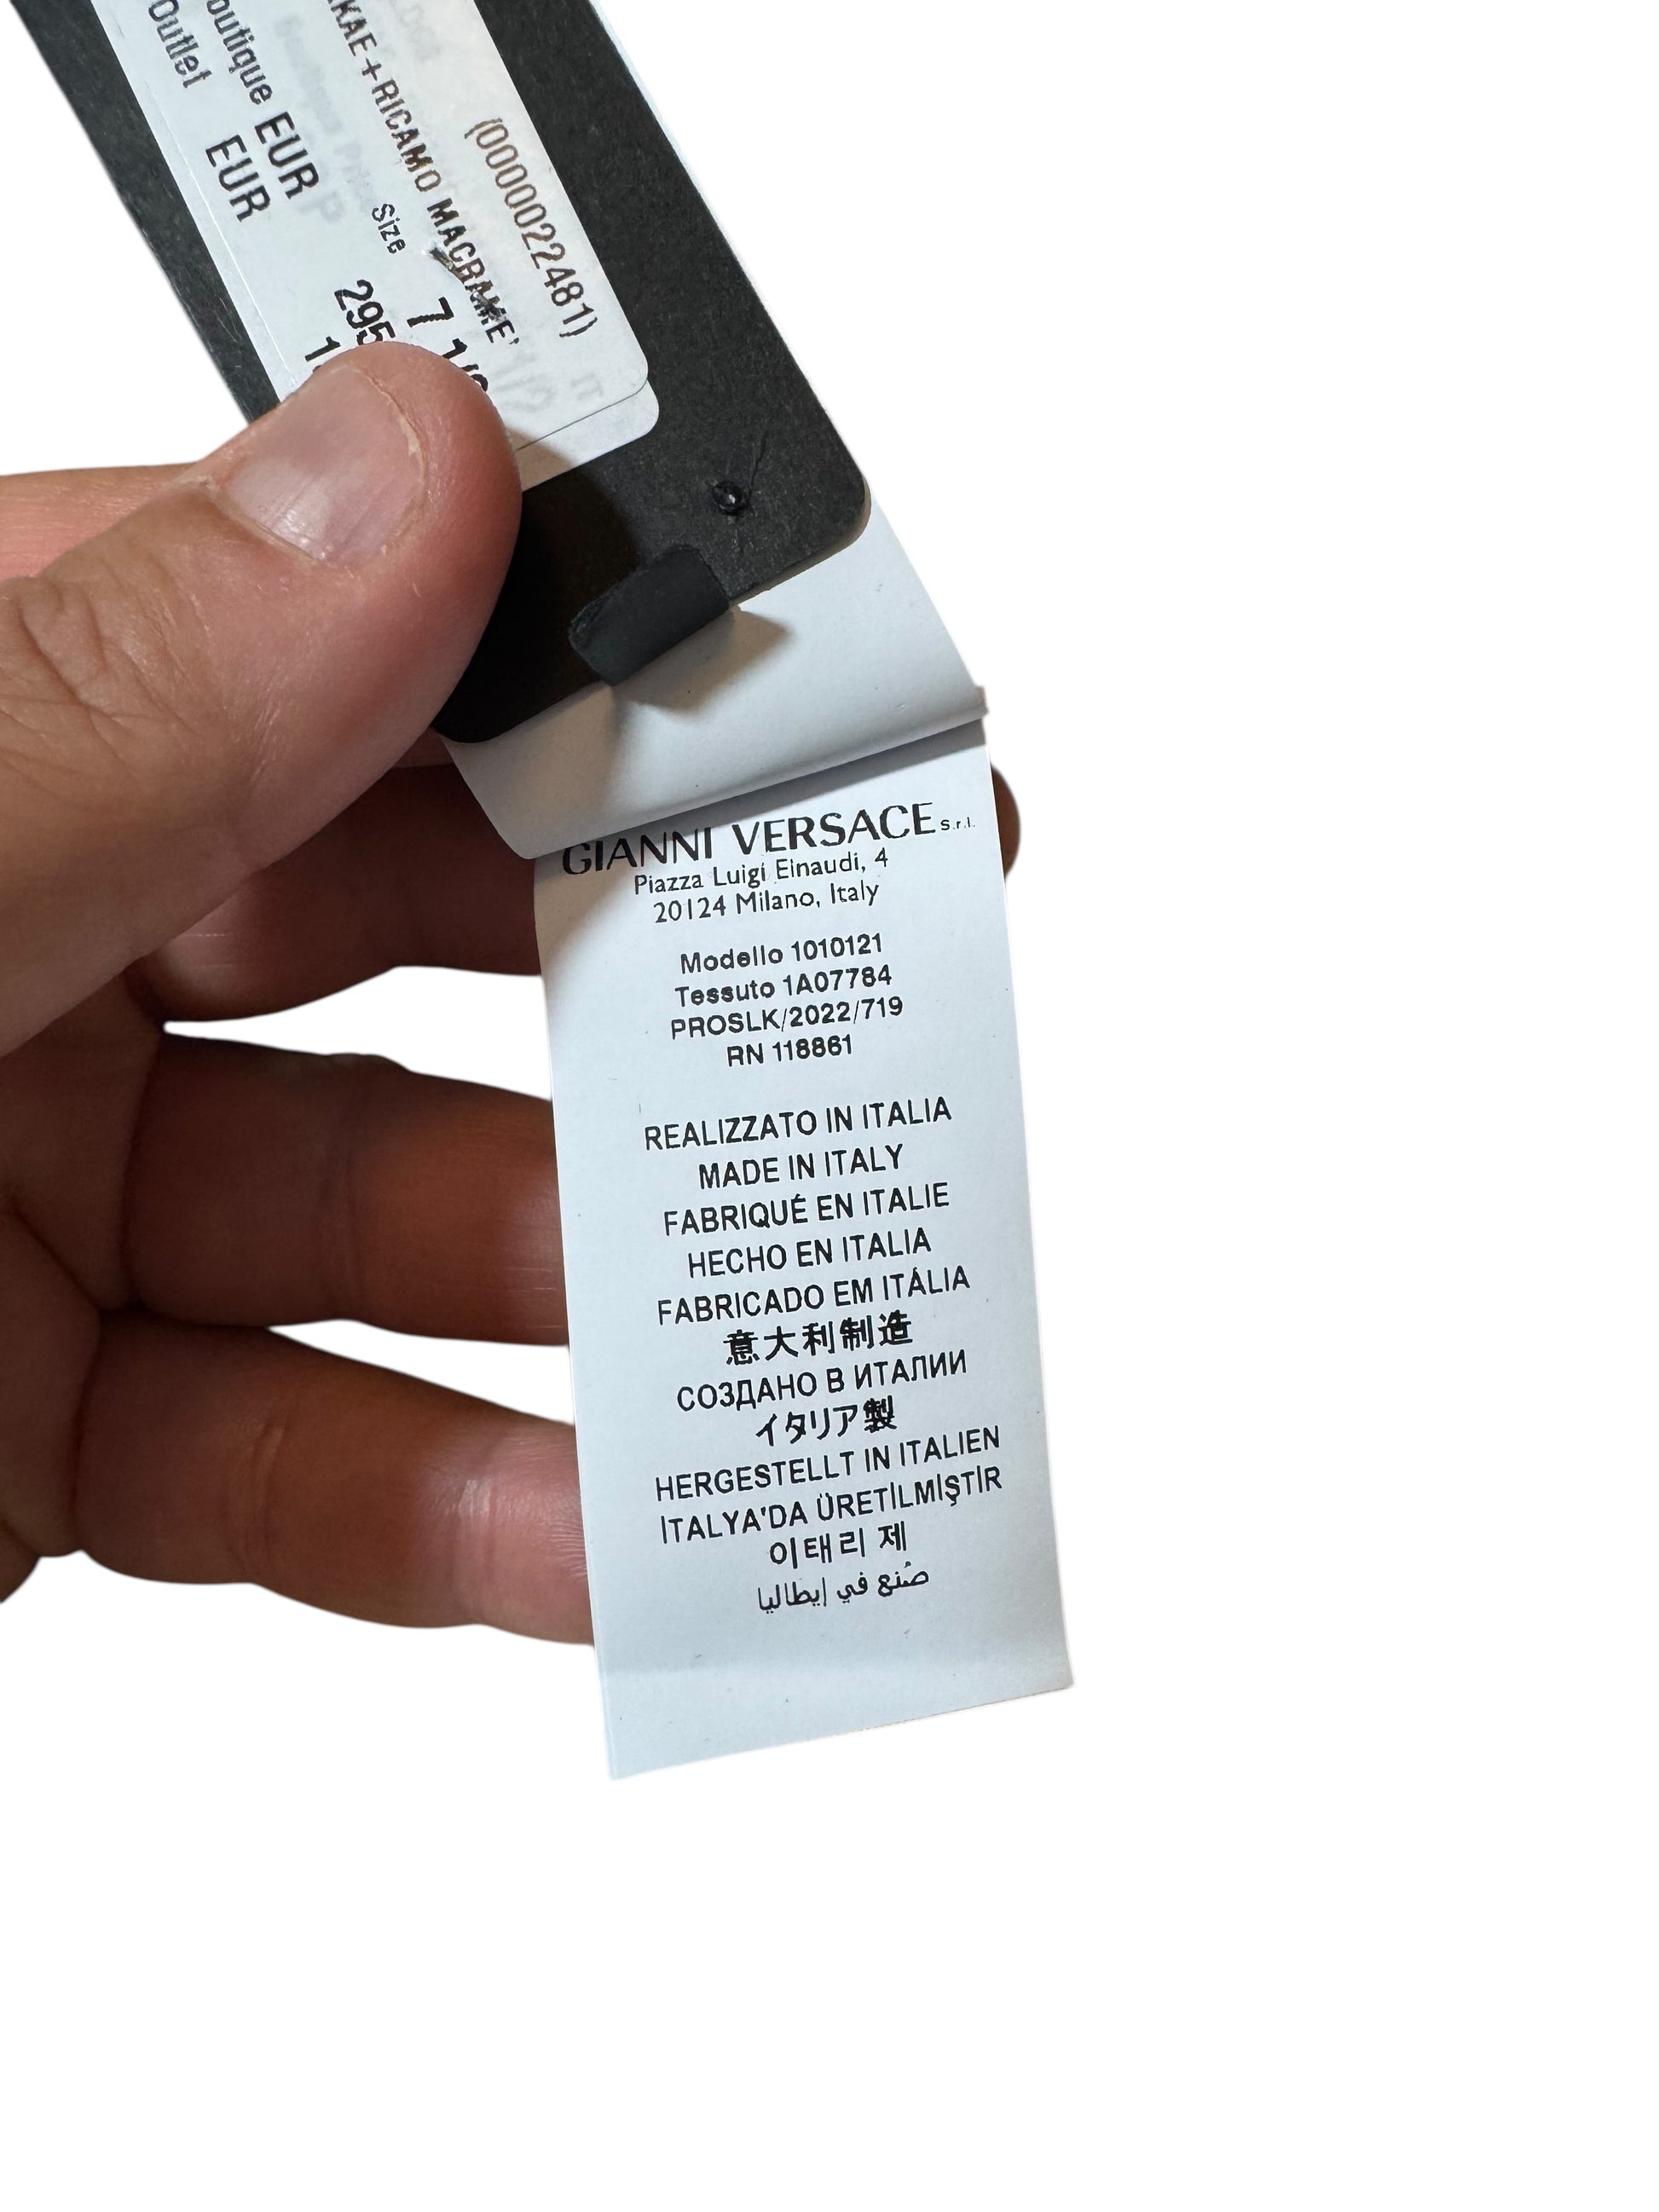 (0000022481)
+RICAMO MACRAME'
Size 7
EUR
Outlet EUR
GIANNI VERSACE s.r.l.
Piazza Luigi Einaudi, 4
20124 Milano, Italy
Modello 1010121
Tessuto 1A07784
PROSLK/2022/719
RN 118861
REALIZZATO IN ITALIA
MADE IN ITALY
FABRIQUÉ EN ITALIE
HECHO EN ITALIA
FABRICADO EM ITÁLIA
意大利制造
СОЗДАНО В ИТАЛИИ
イタリア製
HERGESTELLT IN ITALIEN
İTALYA'DA ÜRETİLMİŞTİR
이태리 제
صُنع في إيطاليا